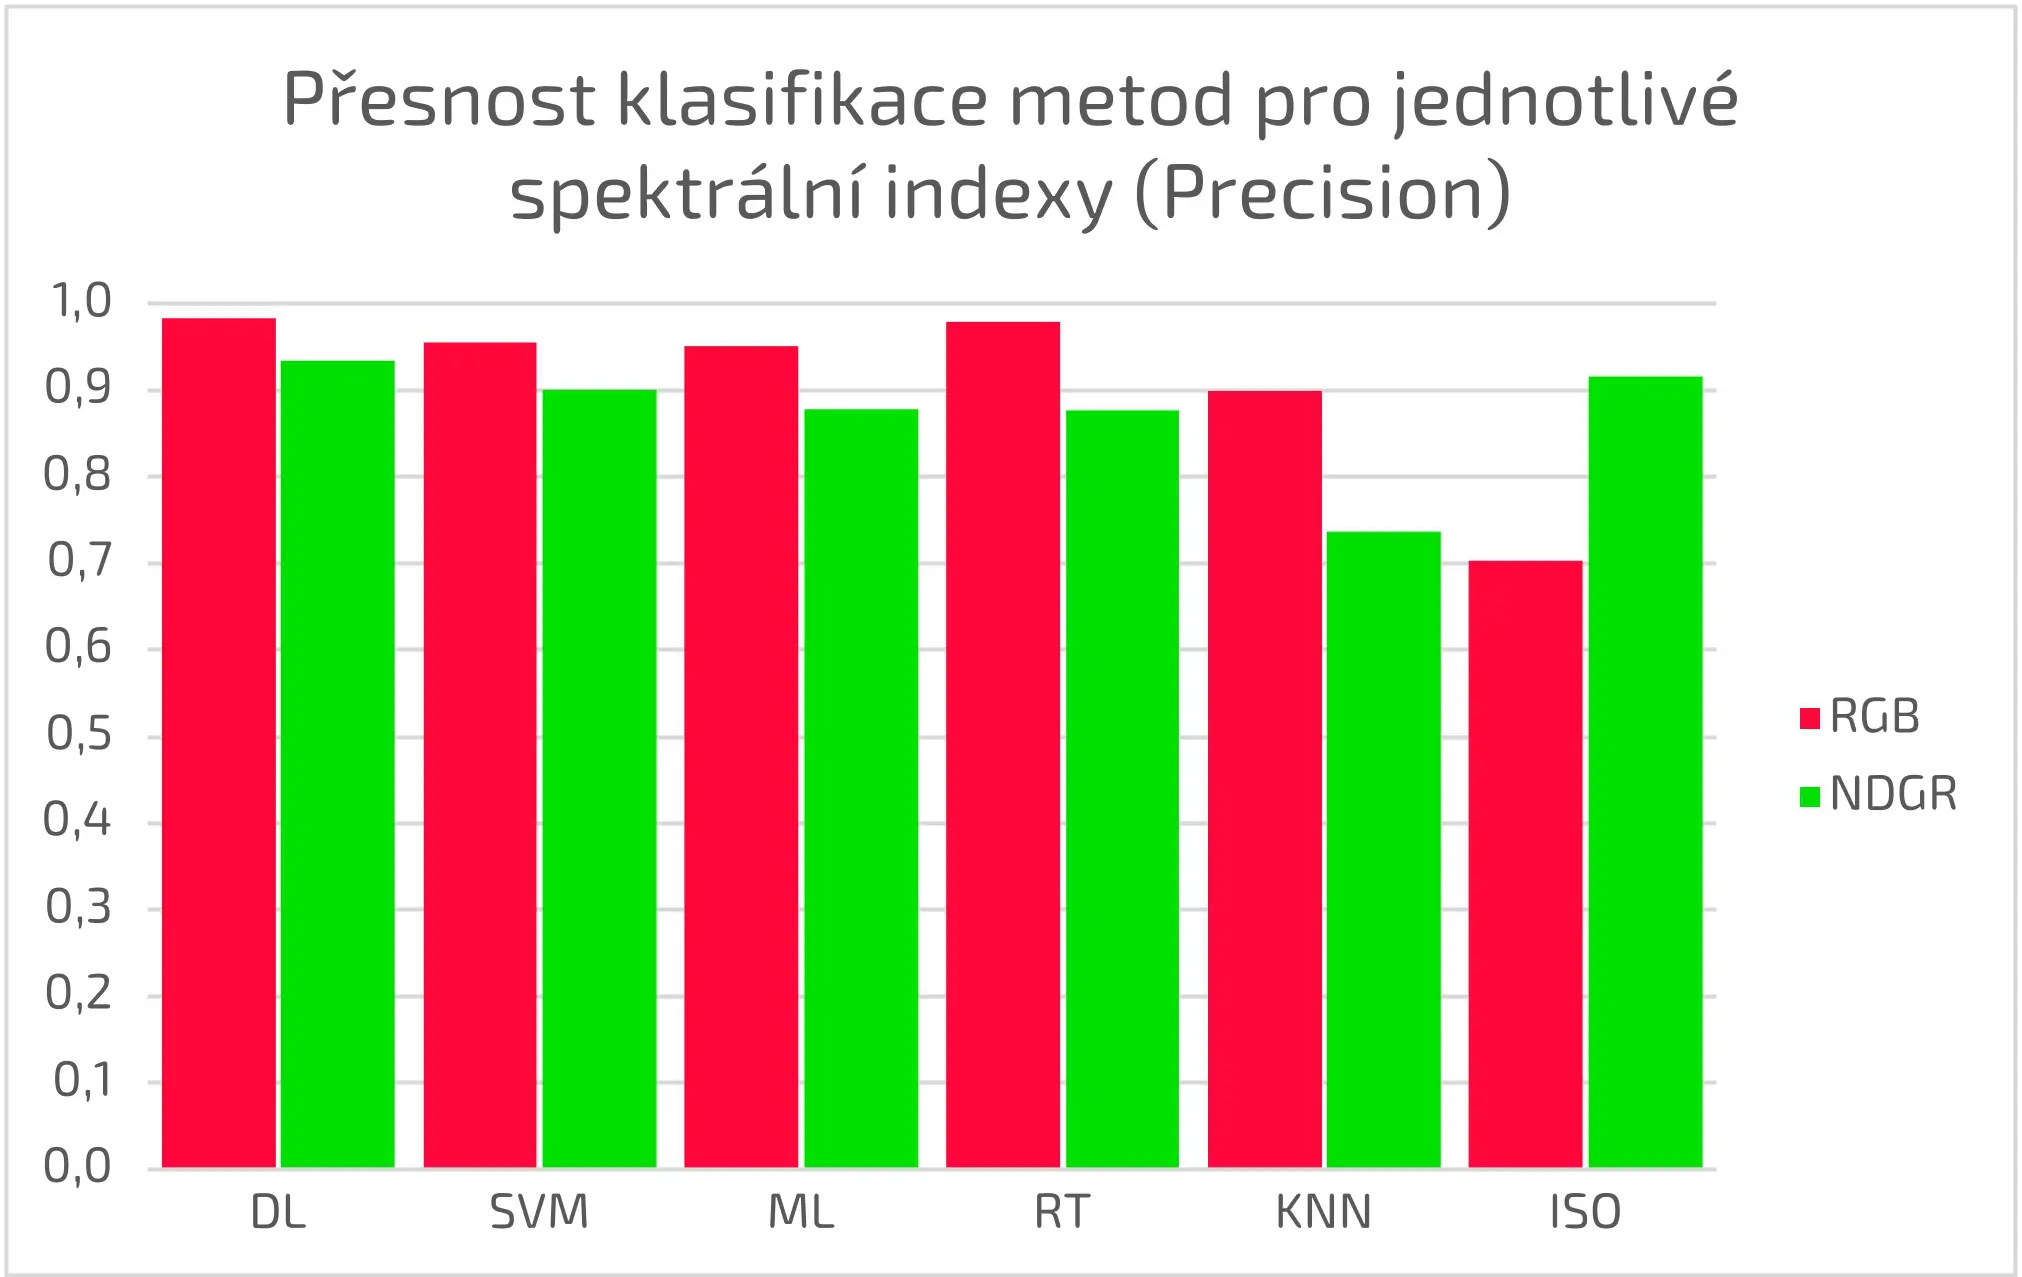 Přesnost klasifikace metod pro jednotlivé
spektrální indexy (Precision)
1,0
0,9
0,8
0,7
0,6
0,5
0,4
0,3
0,2
0,1
0,0
DL SVM ML RT KNN ISO
RGB
NDGR